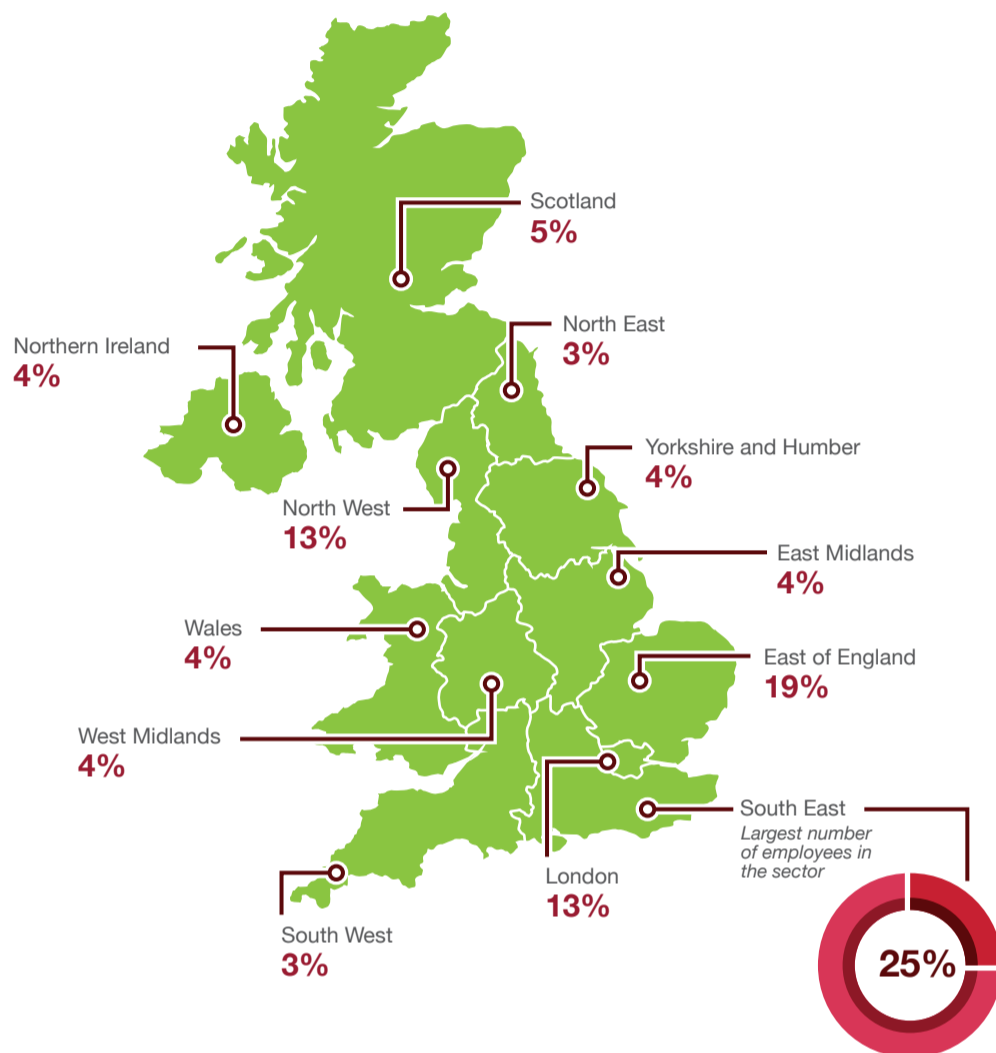 Scotland
5%
North East
3%
Northern Ireland
4%
Yorkshire and Humber
4%
North West
13%
East Midlands
4%
Wales
4%
East of England
19%
West Midlands
4%
South East
Largest number
of employees in
the sector
25%
London
13%
South West
3%